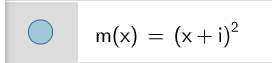 m(x) = (x + i)²